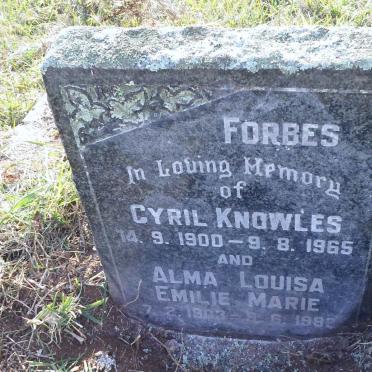 FORBES
In Loving Memory
of
CYRIL KNOWLES
14. 9. 1900 – 9. 8. 1965
AND
ALMA LOUISA
EMILIE MARIE